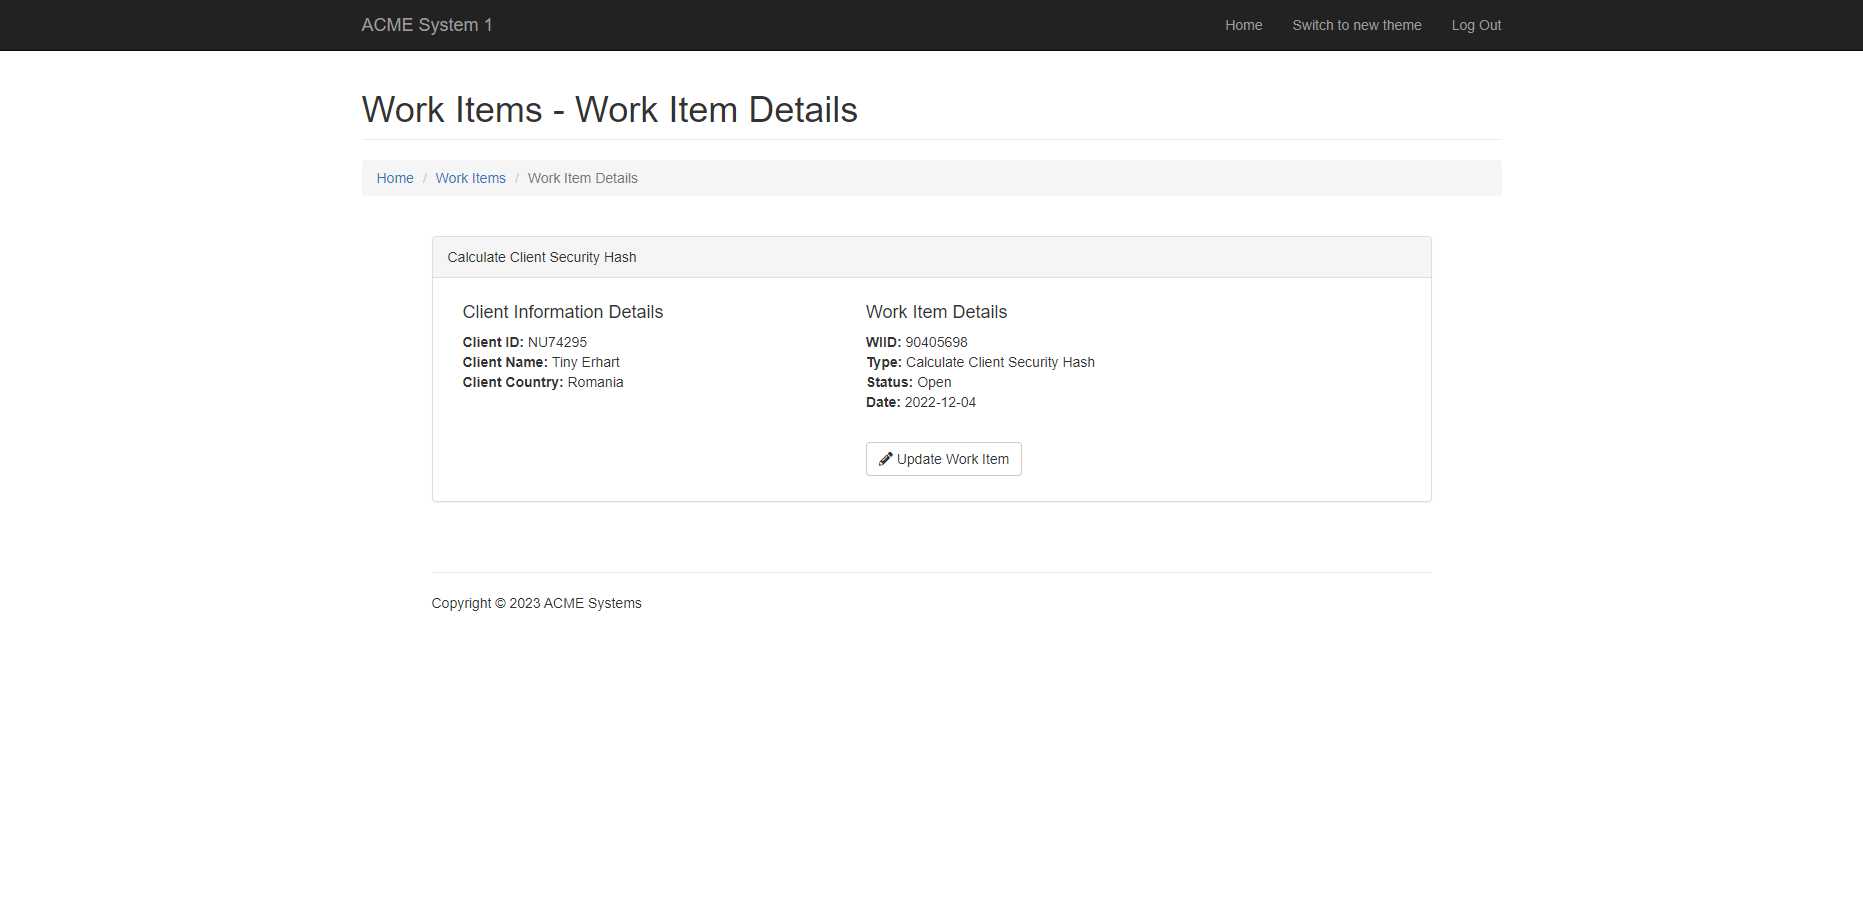 ACME System 1
Home
Switch to new theme
Log Out
Work Items - Work Item Details
Home / Work Items / Work Item Details
Calculate Client Security Hash
Client Information Details
Client ID: NU74295
Client Name: Tiny Erhart
Client Country: Romania
Work Item Details
WIID: 90405698
Type: Calculate Client Security Hash
Status: Open
Date: 2022-12-04
Update Work Item
Copyright © 2023 ACME Systems